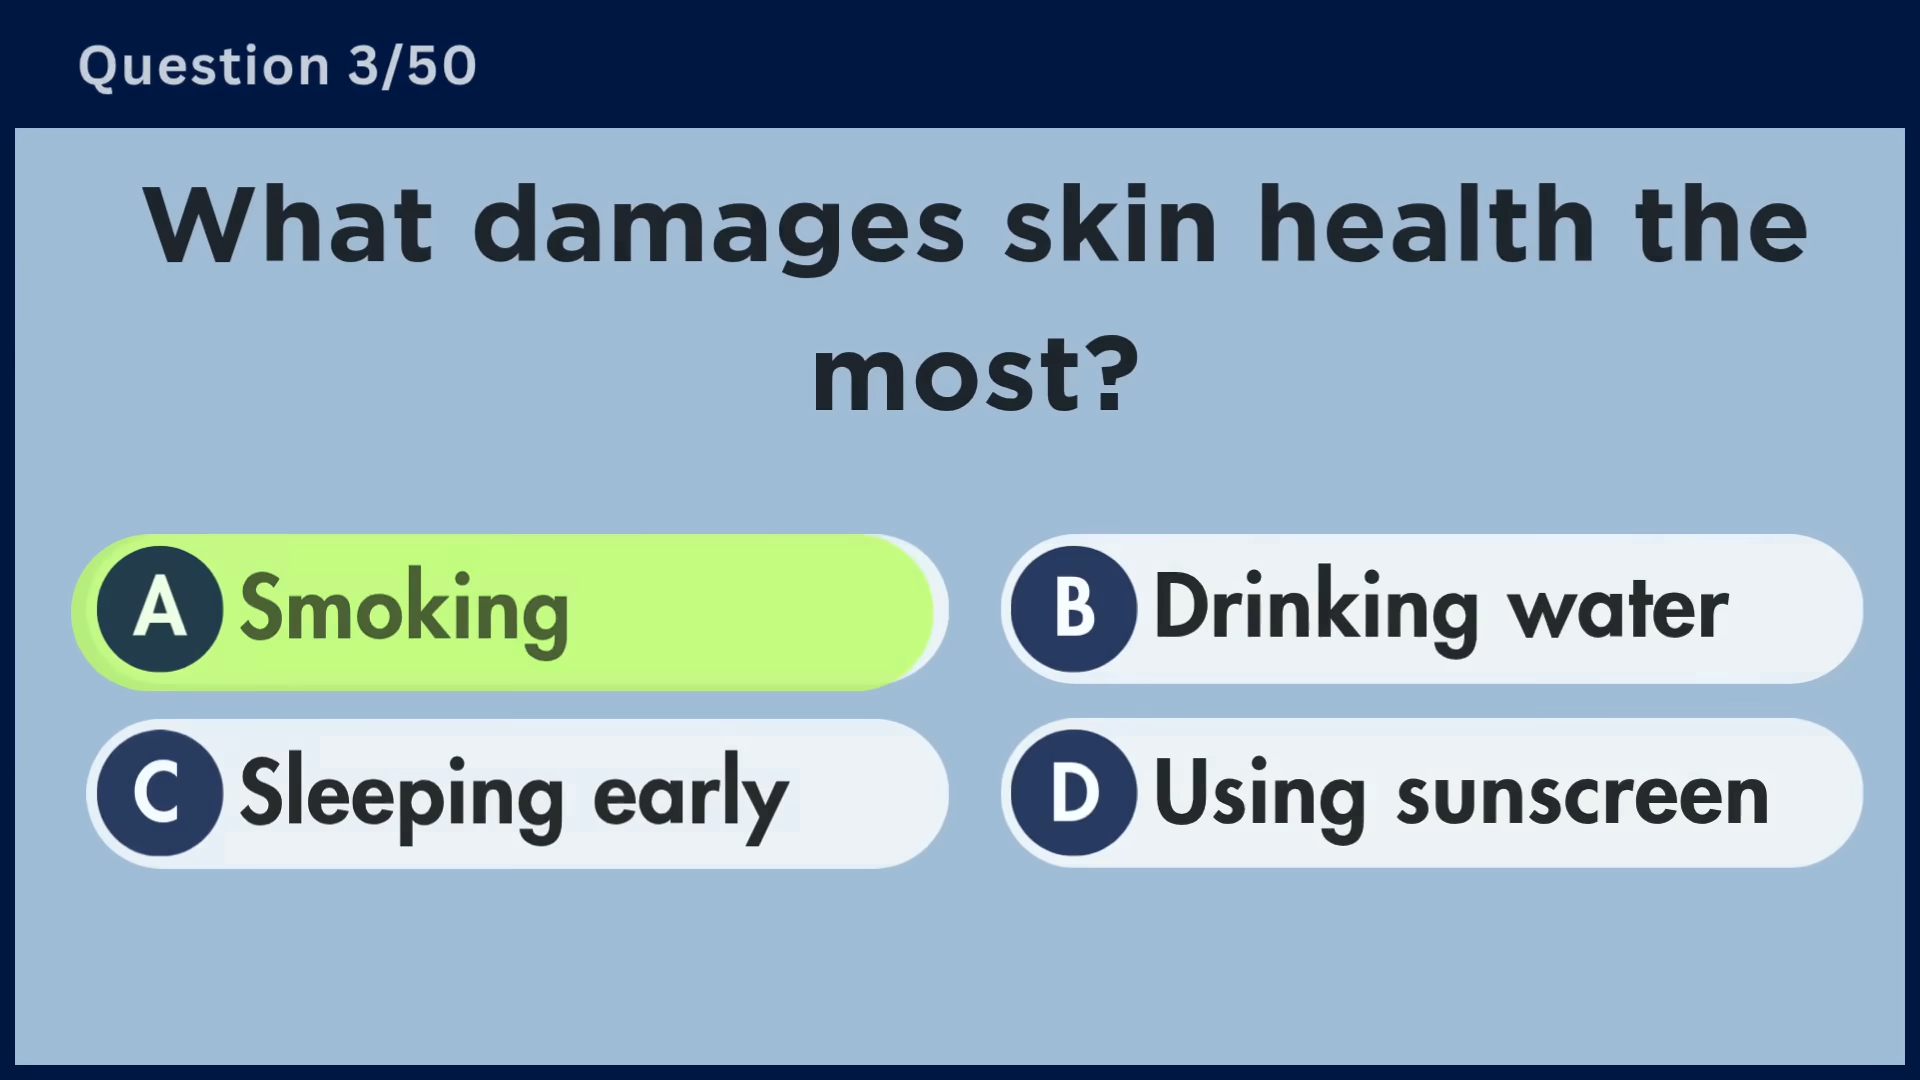 Question 3/50
What damages skin health the
most?
A Smoking
B Drinking water
C Sleeping early
D Using sunscreen